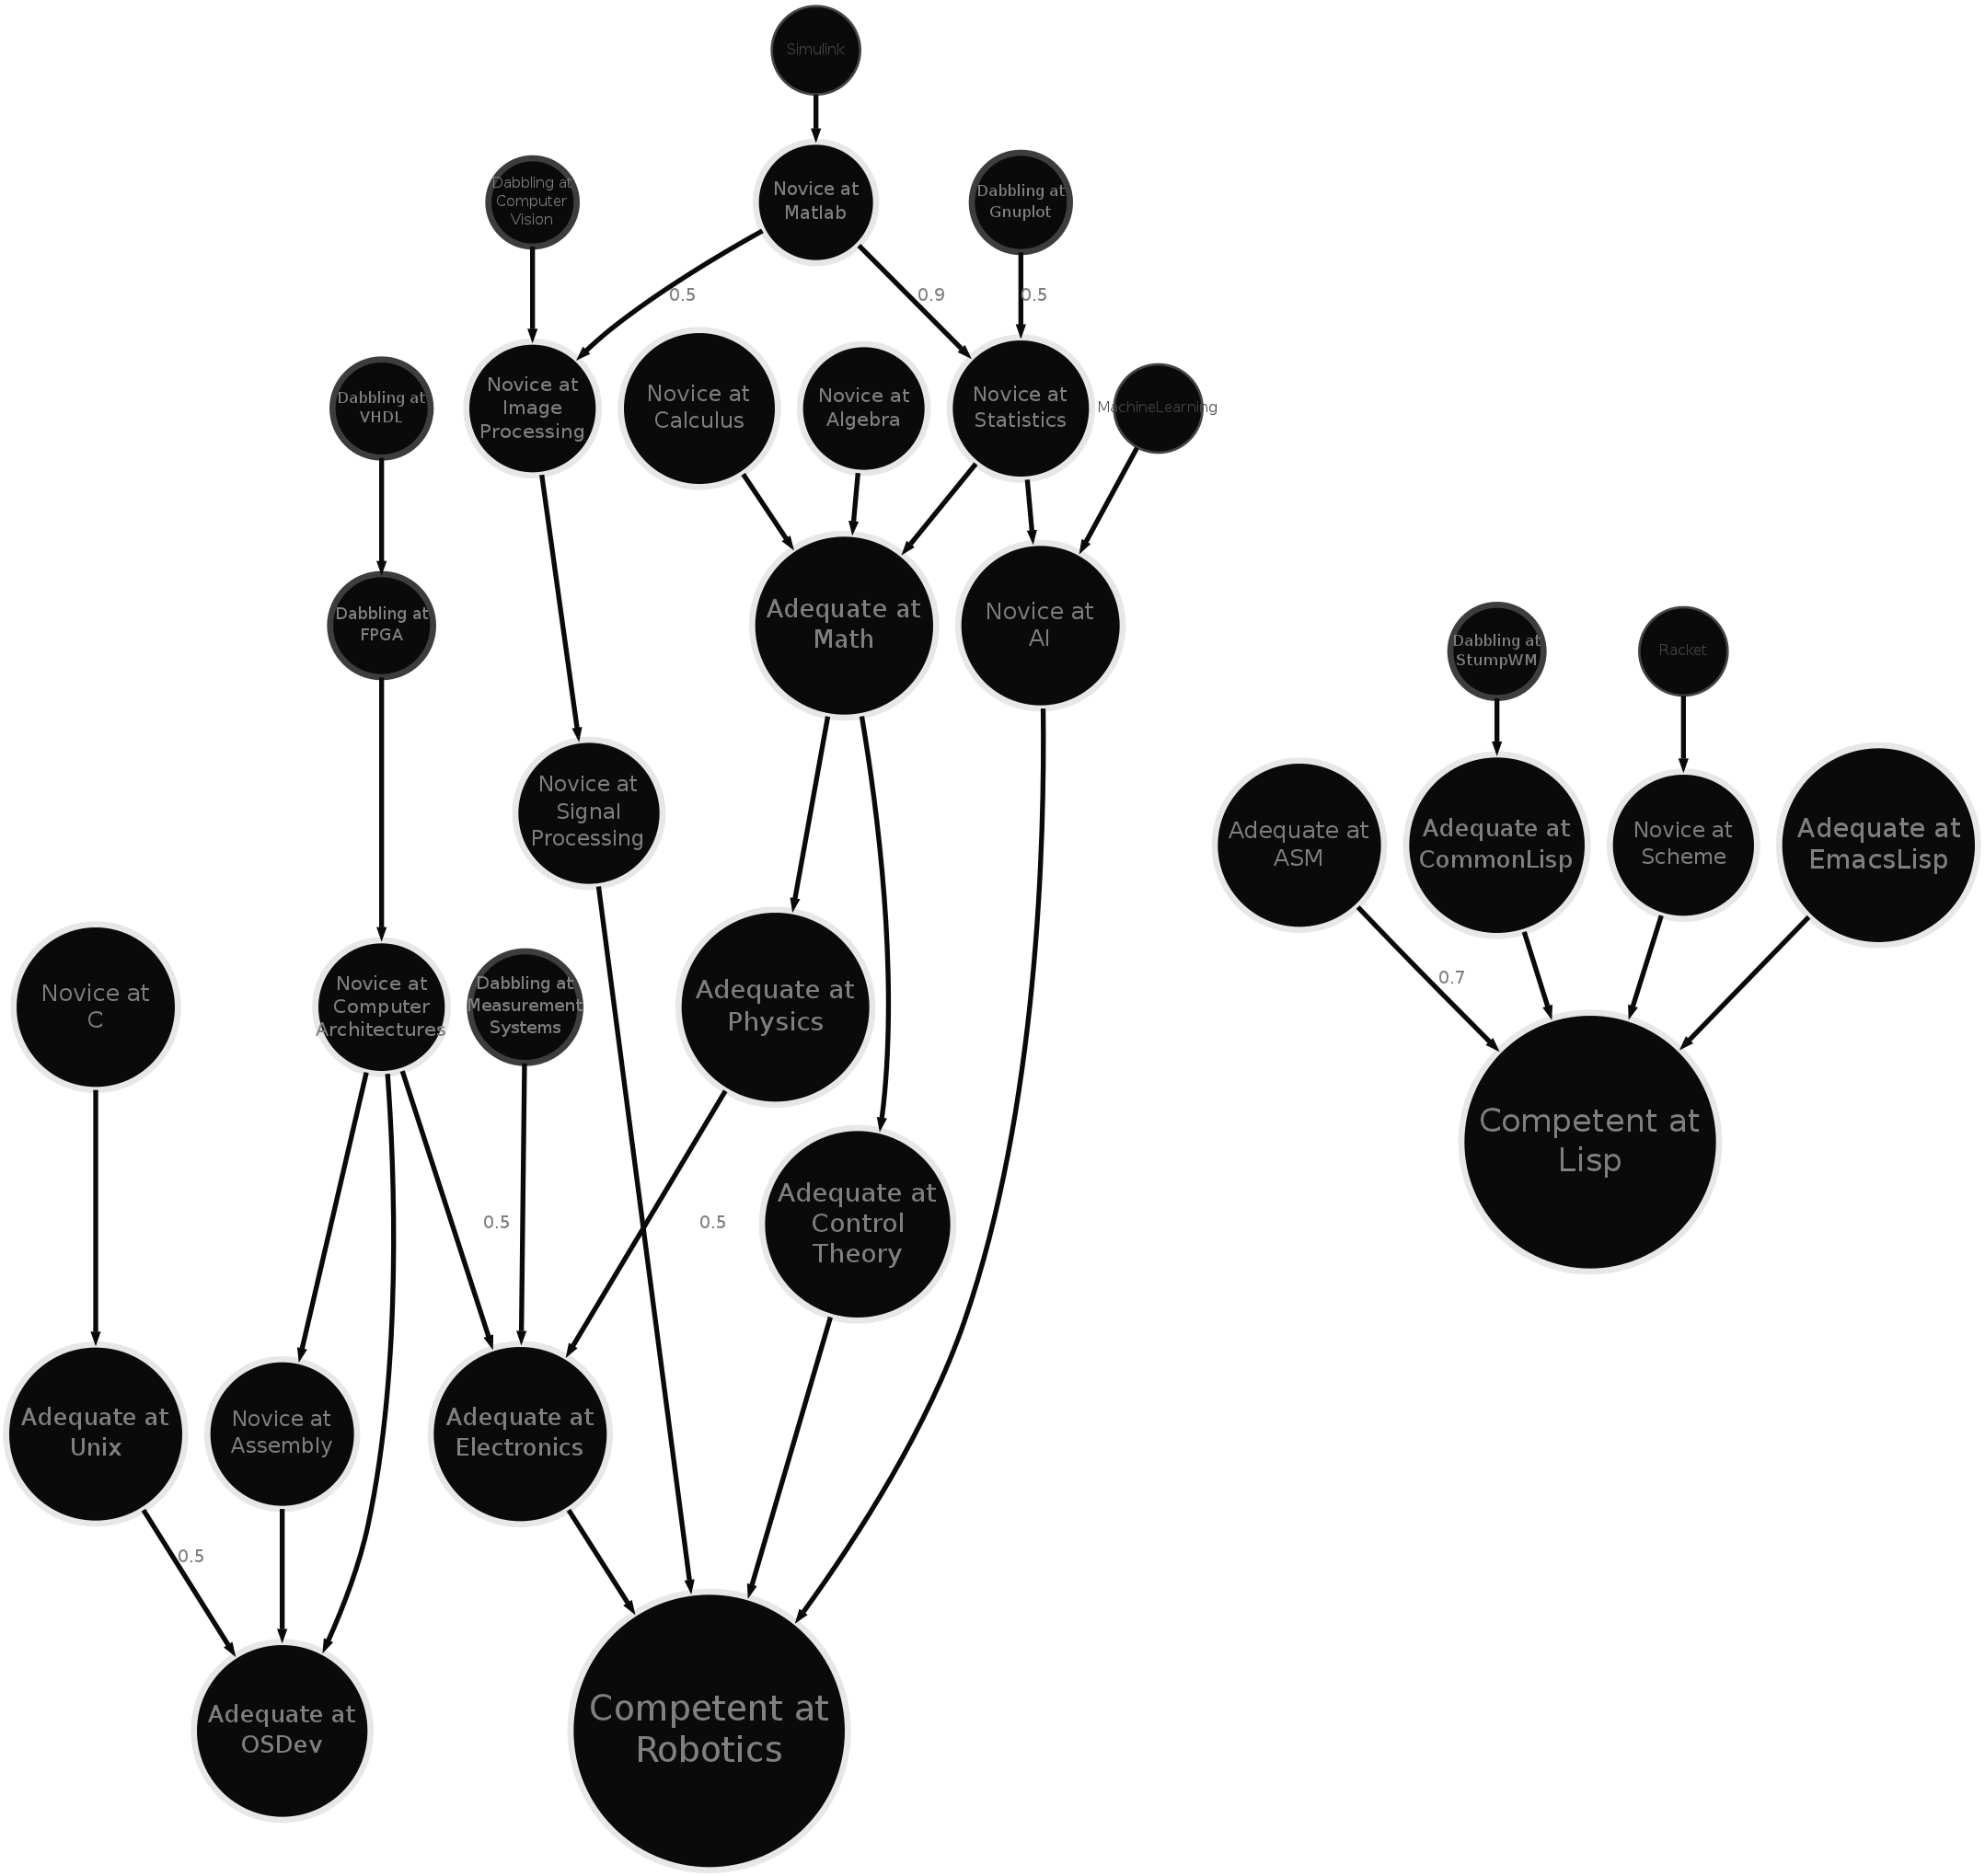 Simulink
Dabbling at
Computer
Vision
Novice at
Matlab
Dabbling at
Gnuplot
0.5
0.9
0.5
Dabbling at
VHDL
Novice at
Image
Processing
Novice at
Calculus
Novice at
Algebra
Novice at
Statistics
MachineLearning
Dabbling at
FPGA
Adequate at
Math
Novice at
AI
Dabbling at
StumpWM
Racket
Novice at
Signal
Processing
Adequate at
ASM
Adequate at
CommonLisp
Novice at
Scheme
Adequate at
EmacsLisp
Novice at
C
Novice at
Computer
Architectures
Dabbling at
Measurement
Systems
Adequate at
Physics
0.7
Competent at
Lisp
0.5
0.5
Adequate at
Control
Theory
Adequate at
Unix
Novice at
Assembly
Adequate at
Electronics
0.5
Adequate at
OSDev
Competent at
Robotics